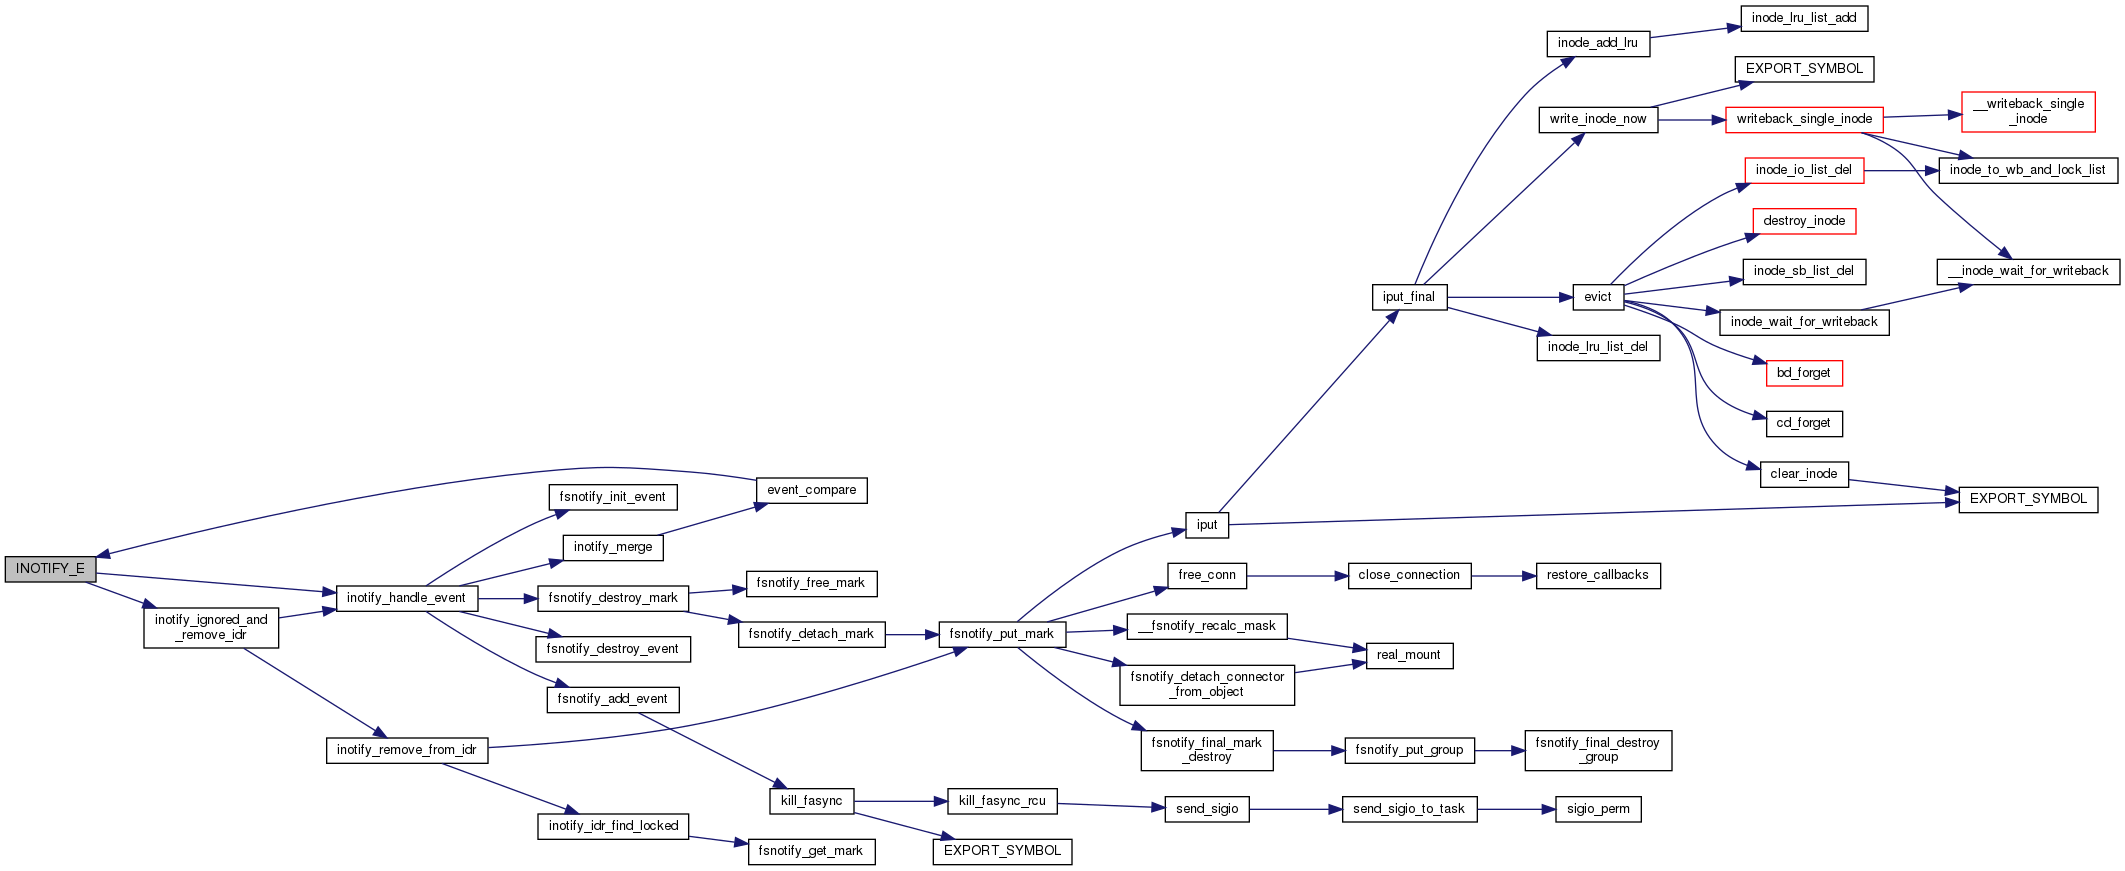 inode_lru_list_add
inode_add_lru
EXPORT_SYMBOL
__writeback_single
_inode
write_inode_now
writeback_single_inode
inode_io_list_del
inode_to_wb_and_lock_list
destroy_inode
inode_sb_list_del
__inode_wait_for_writeback
iput_final
evict
inode_wait_for_writeback
inode_lru_list_del
bd_forget
cd_forget
clear_inode
event_compare
fsnotify_init_event
EXPORT_SYMBOL
iput
inotify_merge
INOTIFY_E
free_conn
close_connection
restore_callbacks
fsnotify_free_mark
inotify_handle_event
fsnotify_destroy_mark
inotify_ignored_and
_remove_idr
__fsnotify_recalc_mask
fsnotify_detach_mark
fsnotify_put_mark
fsnotify_destroy_event
real_mount
fsnotify_detach_connector
_from_object
fsnotify_add_event
inotify_remove_from_idr
fsnotify_final_mark
_destroy
fsnotify_put_group
fsnotify_final_destroy
_group
kill_fasync
kill_fasync_rcu
send_sigio
send_sigio_to_task
sigio_perm
inotify_idr_find_locked
fsnotify_get_mark
EXPORT_SYMBOL